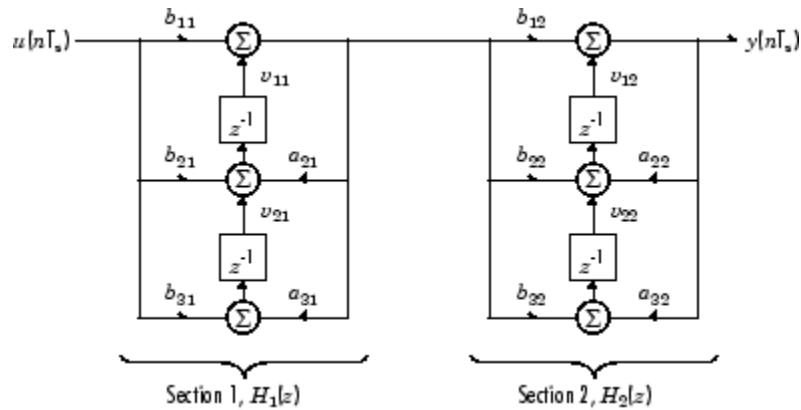 b₁₁ b₁₂
u(nTₛ) Σ Σ y(nTₛ)
v₁₁ v₁₂
z⁻¹ z⁻¹
b₂₁ a₂₁ b₂₂ a₂₂
Σ Σ
v₂₁ v₂₂
z⁻¹ z⁻¹
b₃₁ a₃₁ b₃₂ a₃₂
Σ Σ
Section 1, H₁(z) Section 2, H₂(z)